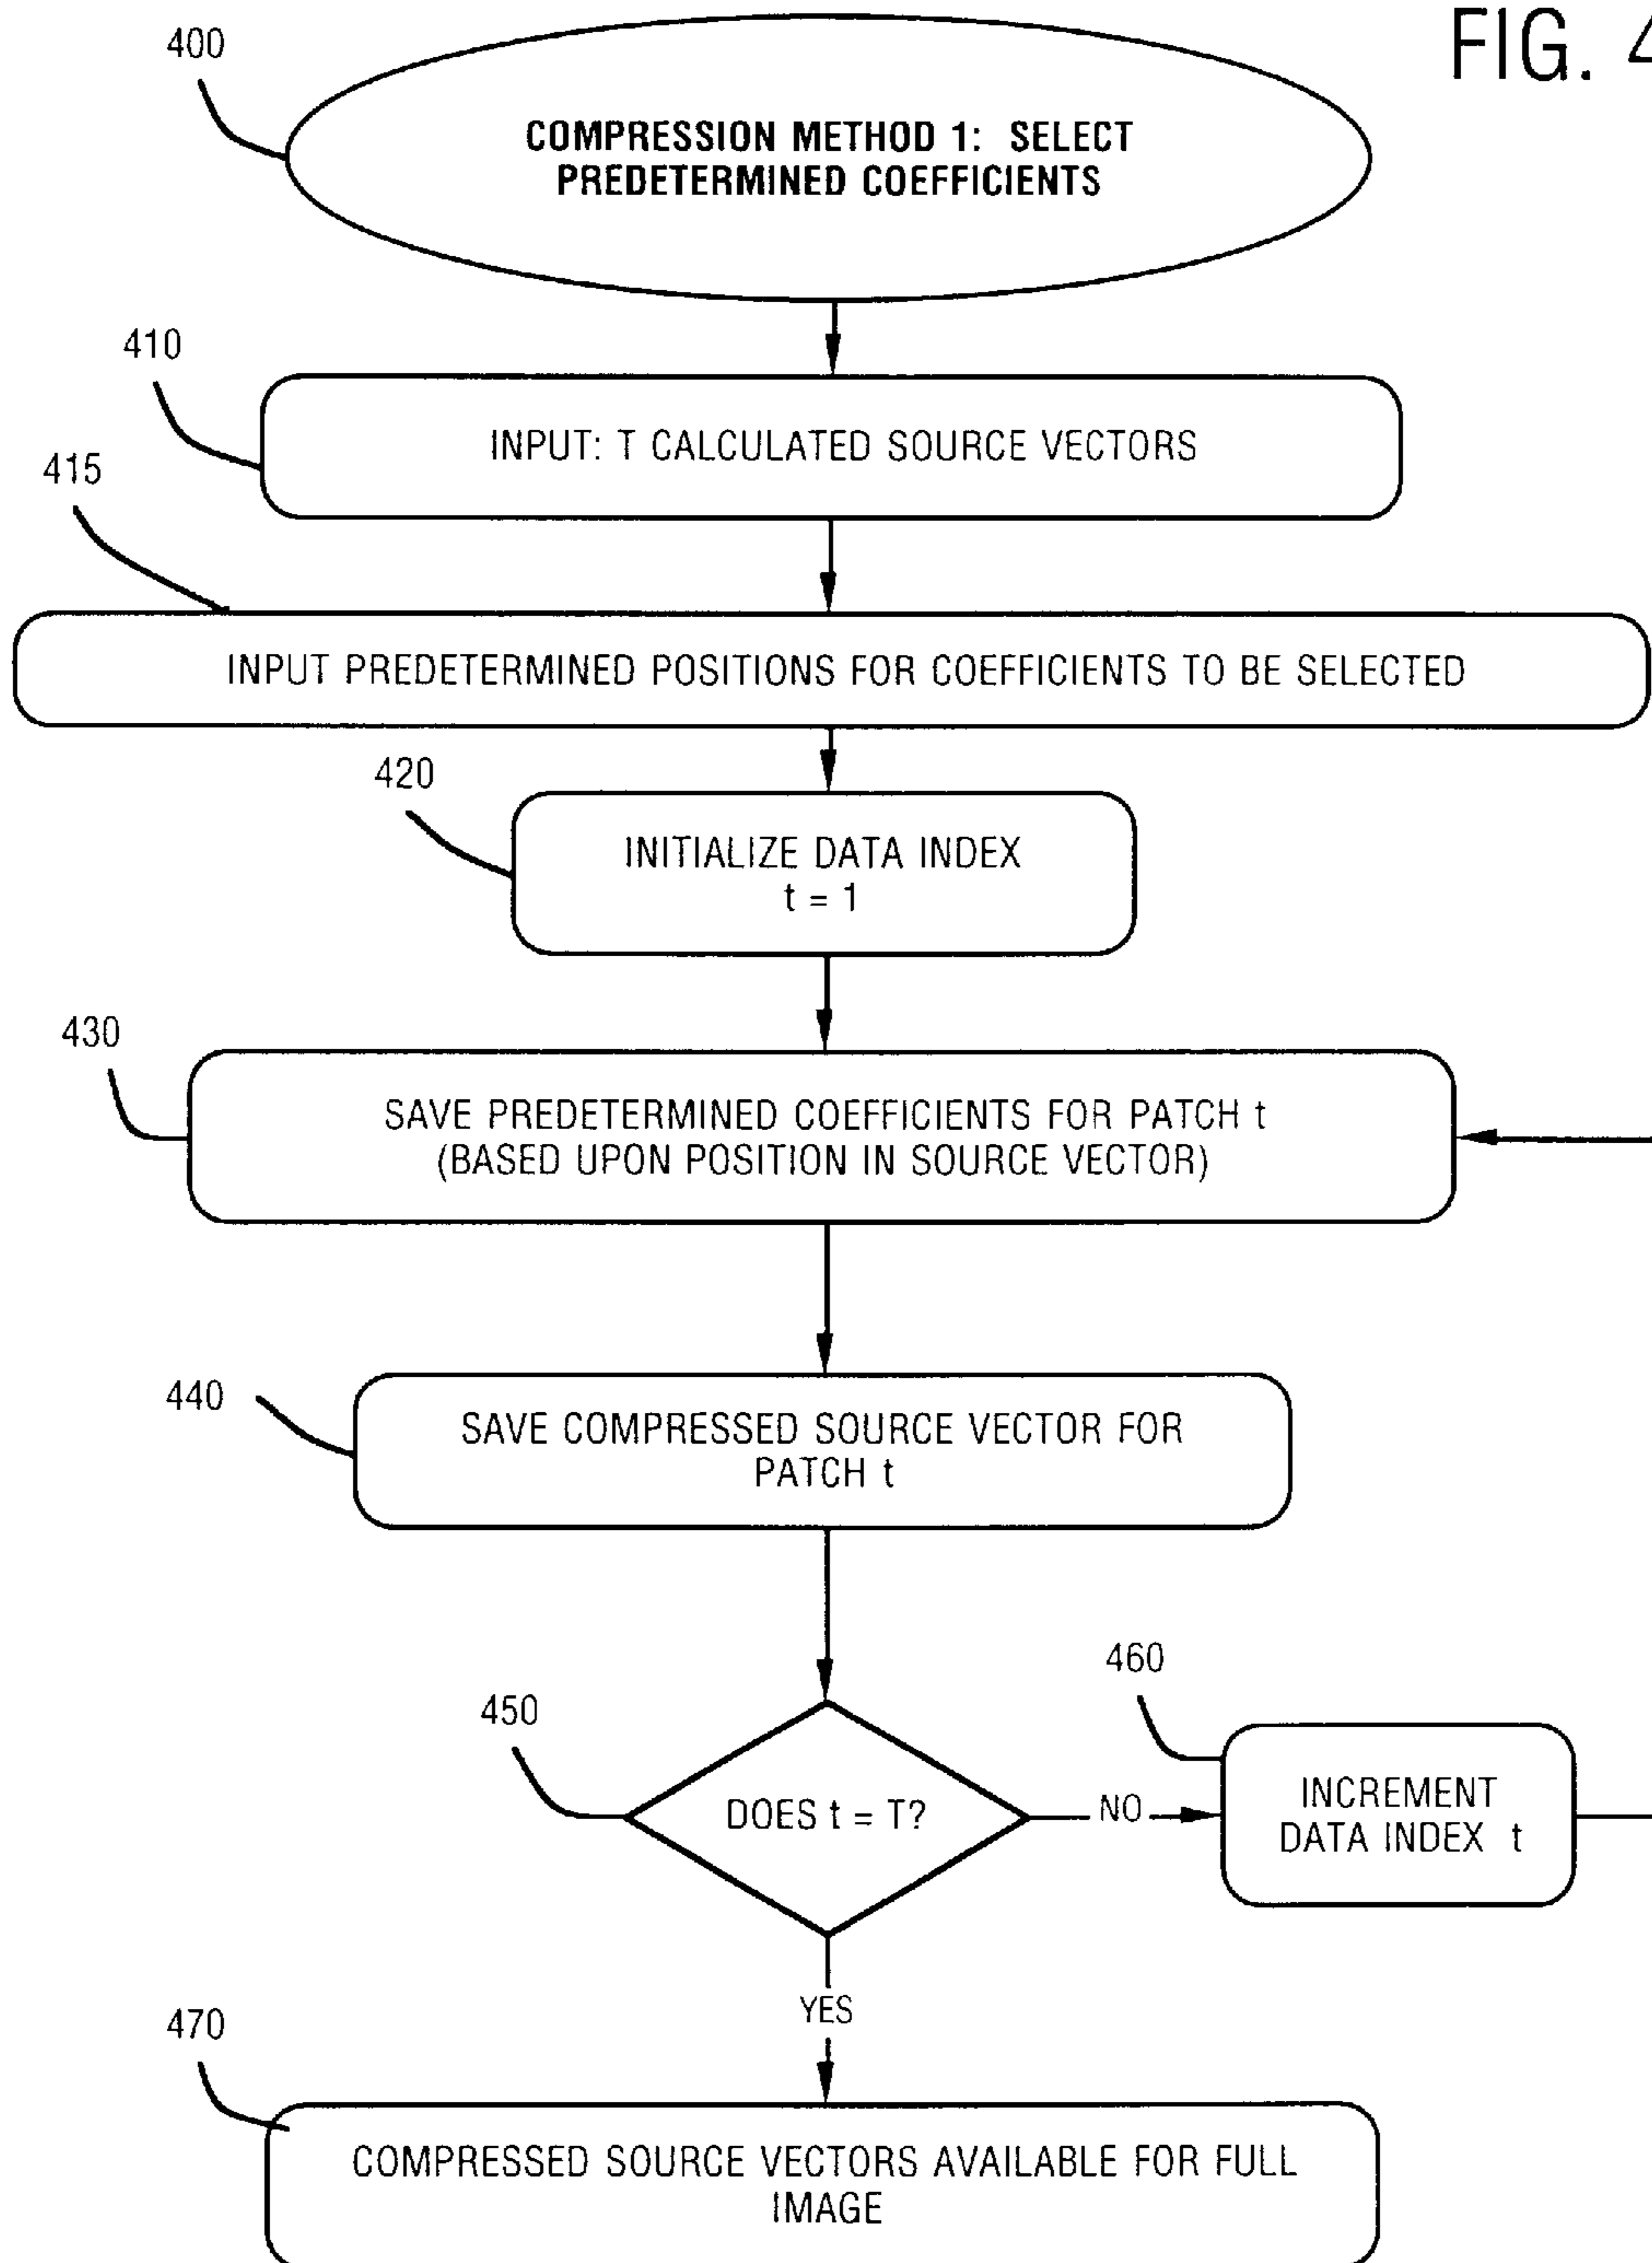 FIG. 4
400
COMPRESSION METHOD 1: SELECT
PREDETERMINED COEFFICIENTS
410
INPUT: T CALCULATED SOURCE VECTORS
415
INPUT PREDETERMINED POSITIONS FOR COEFFICIENTS TO BE SELECTED
420
INITIALIZE DATA INDEX
t = 1
430
SAVE PREDETERMINED COEFFICIENTS FOR PATCH t
(BASED UPON POSITION IN SOURCE VECTOR)
440
SAVE COMPRESSED SOURCE VECTOR FOR
PATCH t
450
DOES t = T?
NO
460
INCREMENT
DATA INDEX t
YES
470
COMPRESSED SOURCE VECTORS AVAILABLE FOR FULL
IMAGE